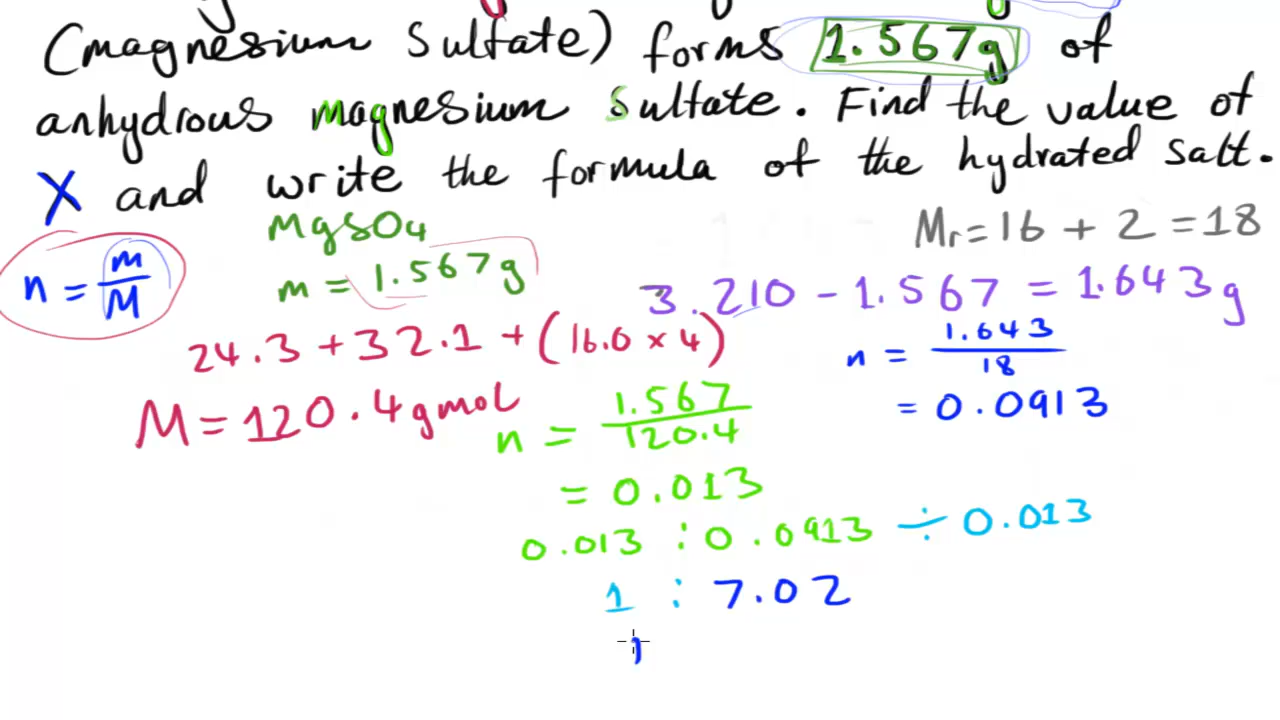 (magnesium sulfate) forms 1.567g of
anhydrous magnesium sulfate. Find the value of
X and write the formula of the hydrated salt.
MgSO4
Mr = 16 + 2 = 18
n = m/M
m = 1.567g
3.210 - 1.567 = 1.643g
24.3 + 32.1 + (16.0 × 4)
n = 1.643/18
= 0.0913
M = 120.4 gmol
n = 1.567/120.4
= 0.013
0.013 : 0.0913 ÷ 0.013
1 : 7.02